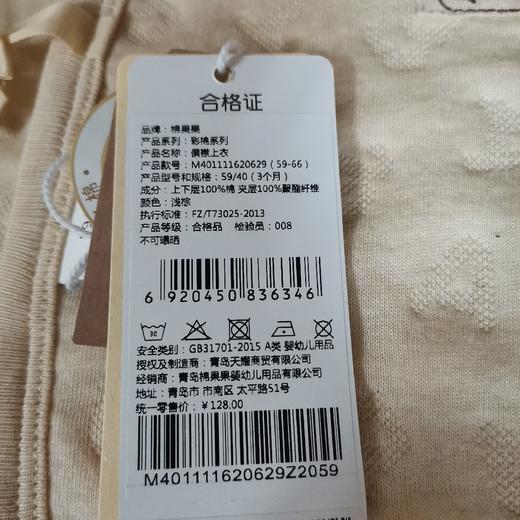 合格证
品牌：棉果果
产品系列：彩棉系列
产品名称：偏襟上衣
产品款号：M401111620629（59-66）
型号和规格：59/40（3个月）
成分：上下层100%棉 夹层100%聚酯纤维
颜色：浅棕
执行标准：FZ/T73025-2013
产品等级：合格品 检验员：008
不可曝晒
6 920450 836346
30
安全类别：GB31701-2015 A类 婴幼儿用品
授权及制造商：青岛天耀商贸有限公司
经销商：青岛棉果果婴幼儿用品有限公司
地址：青岛市 市南区 太平路51号
统一零售价：￥128.00
M401111620629Z2059
棉